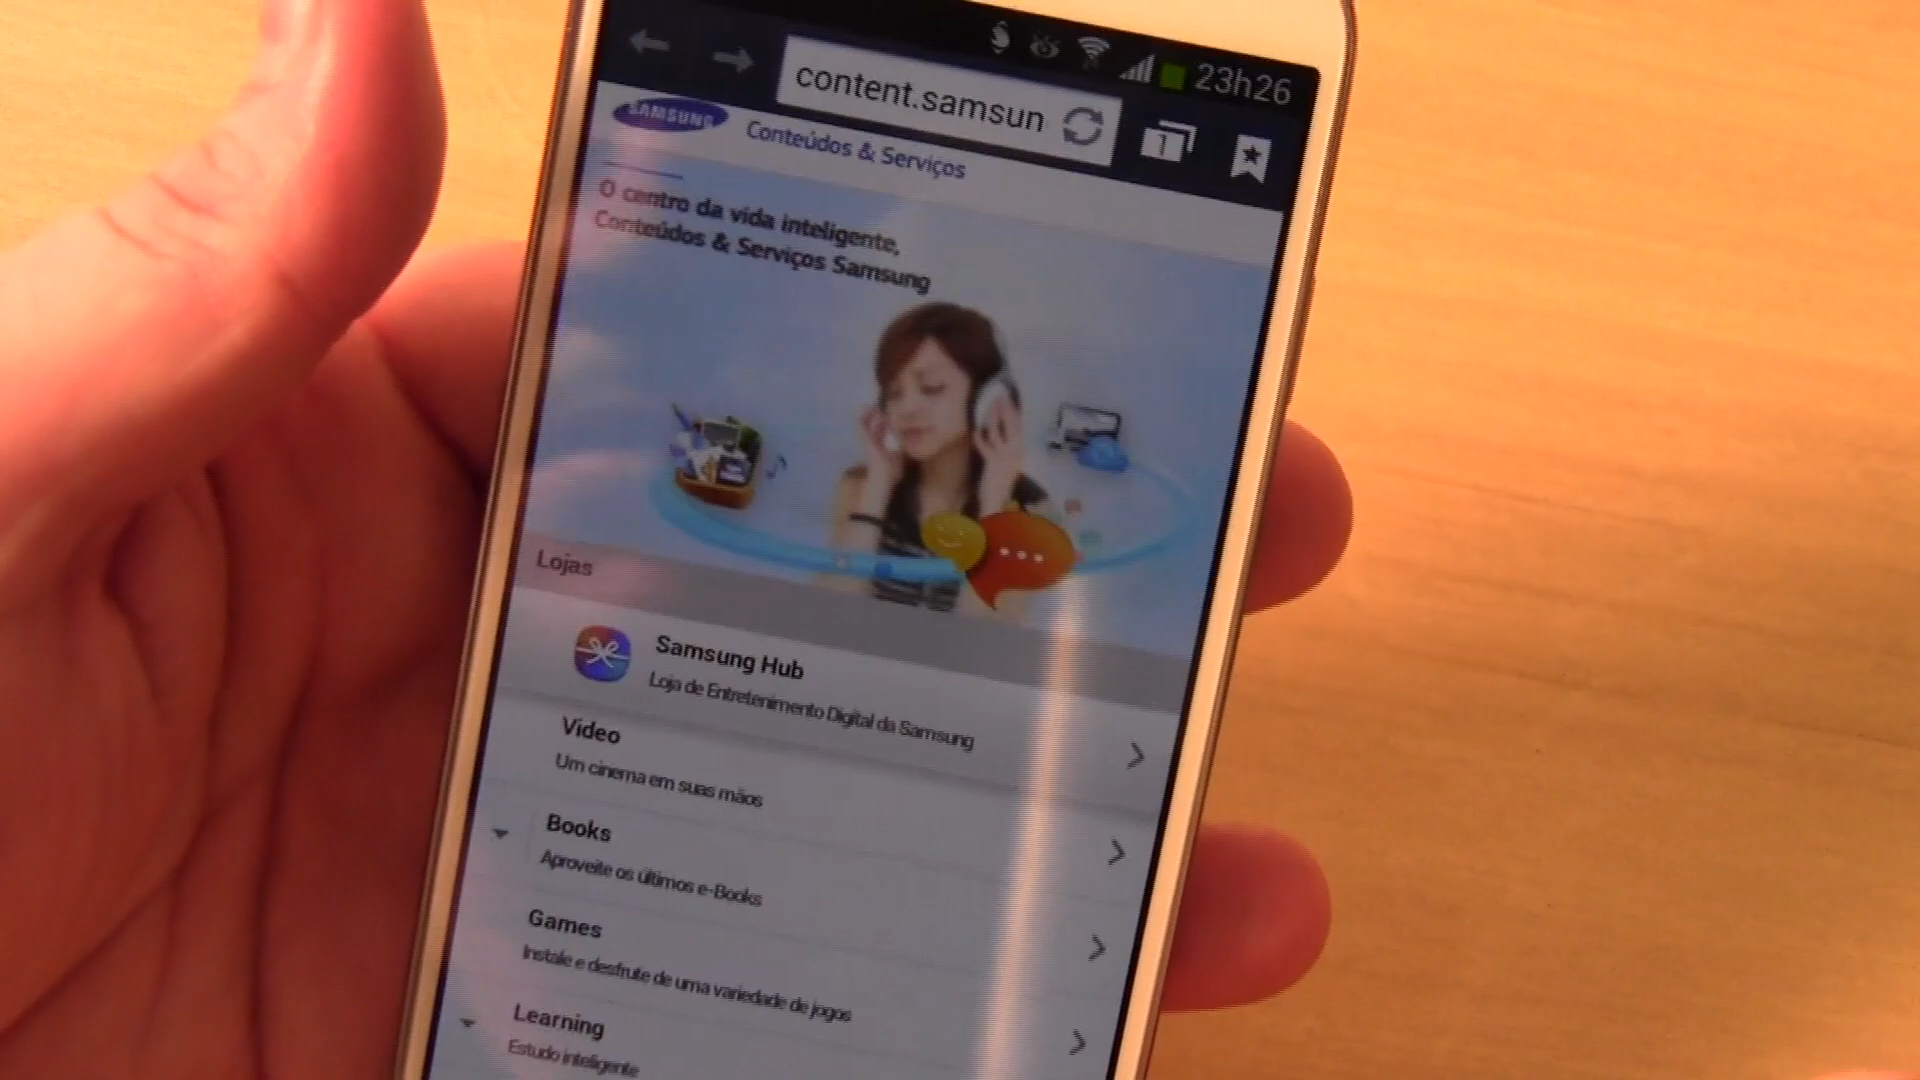 23h26
content.samsun
1
SAMSUNG
Conteúdos & Serviços
O centro da vida inteligente,
Conteúdos & Serviços Samsung
Lojas
Samsung Hub
Loja de Entretenimento Digital da Samsung
Video
Um cinema em suas mãos
Books
Aproveite os últimos e-Books
Games
Instale e desfrute de uma variedade de jogos
Learning
Estudo inteligente